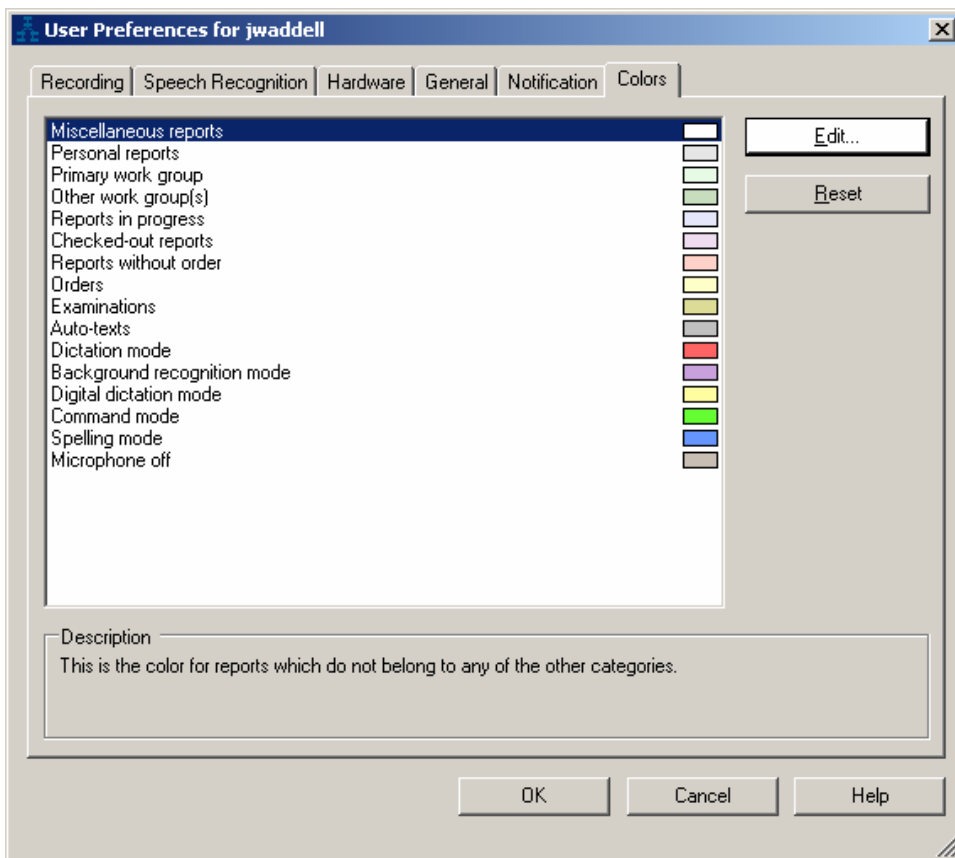 User Preferences for jwaddell
Recording Speech Recognition Hardware General Notification Colors
Miscellaneous reports
Personal reports
Primary work group
Other work group(s)
Reports in progress
Checked-out reports
Reports without order
Orders
Examinations
Auto-texts
Dictation mode
Background recognition mode
Digital dictation mode
Command mode
Spelling mode
Microphone off
Edit...
Reset
Description
This is the color for reports which do not belong to any of the other categories.
OK Cancel Help